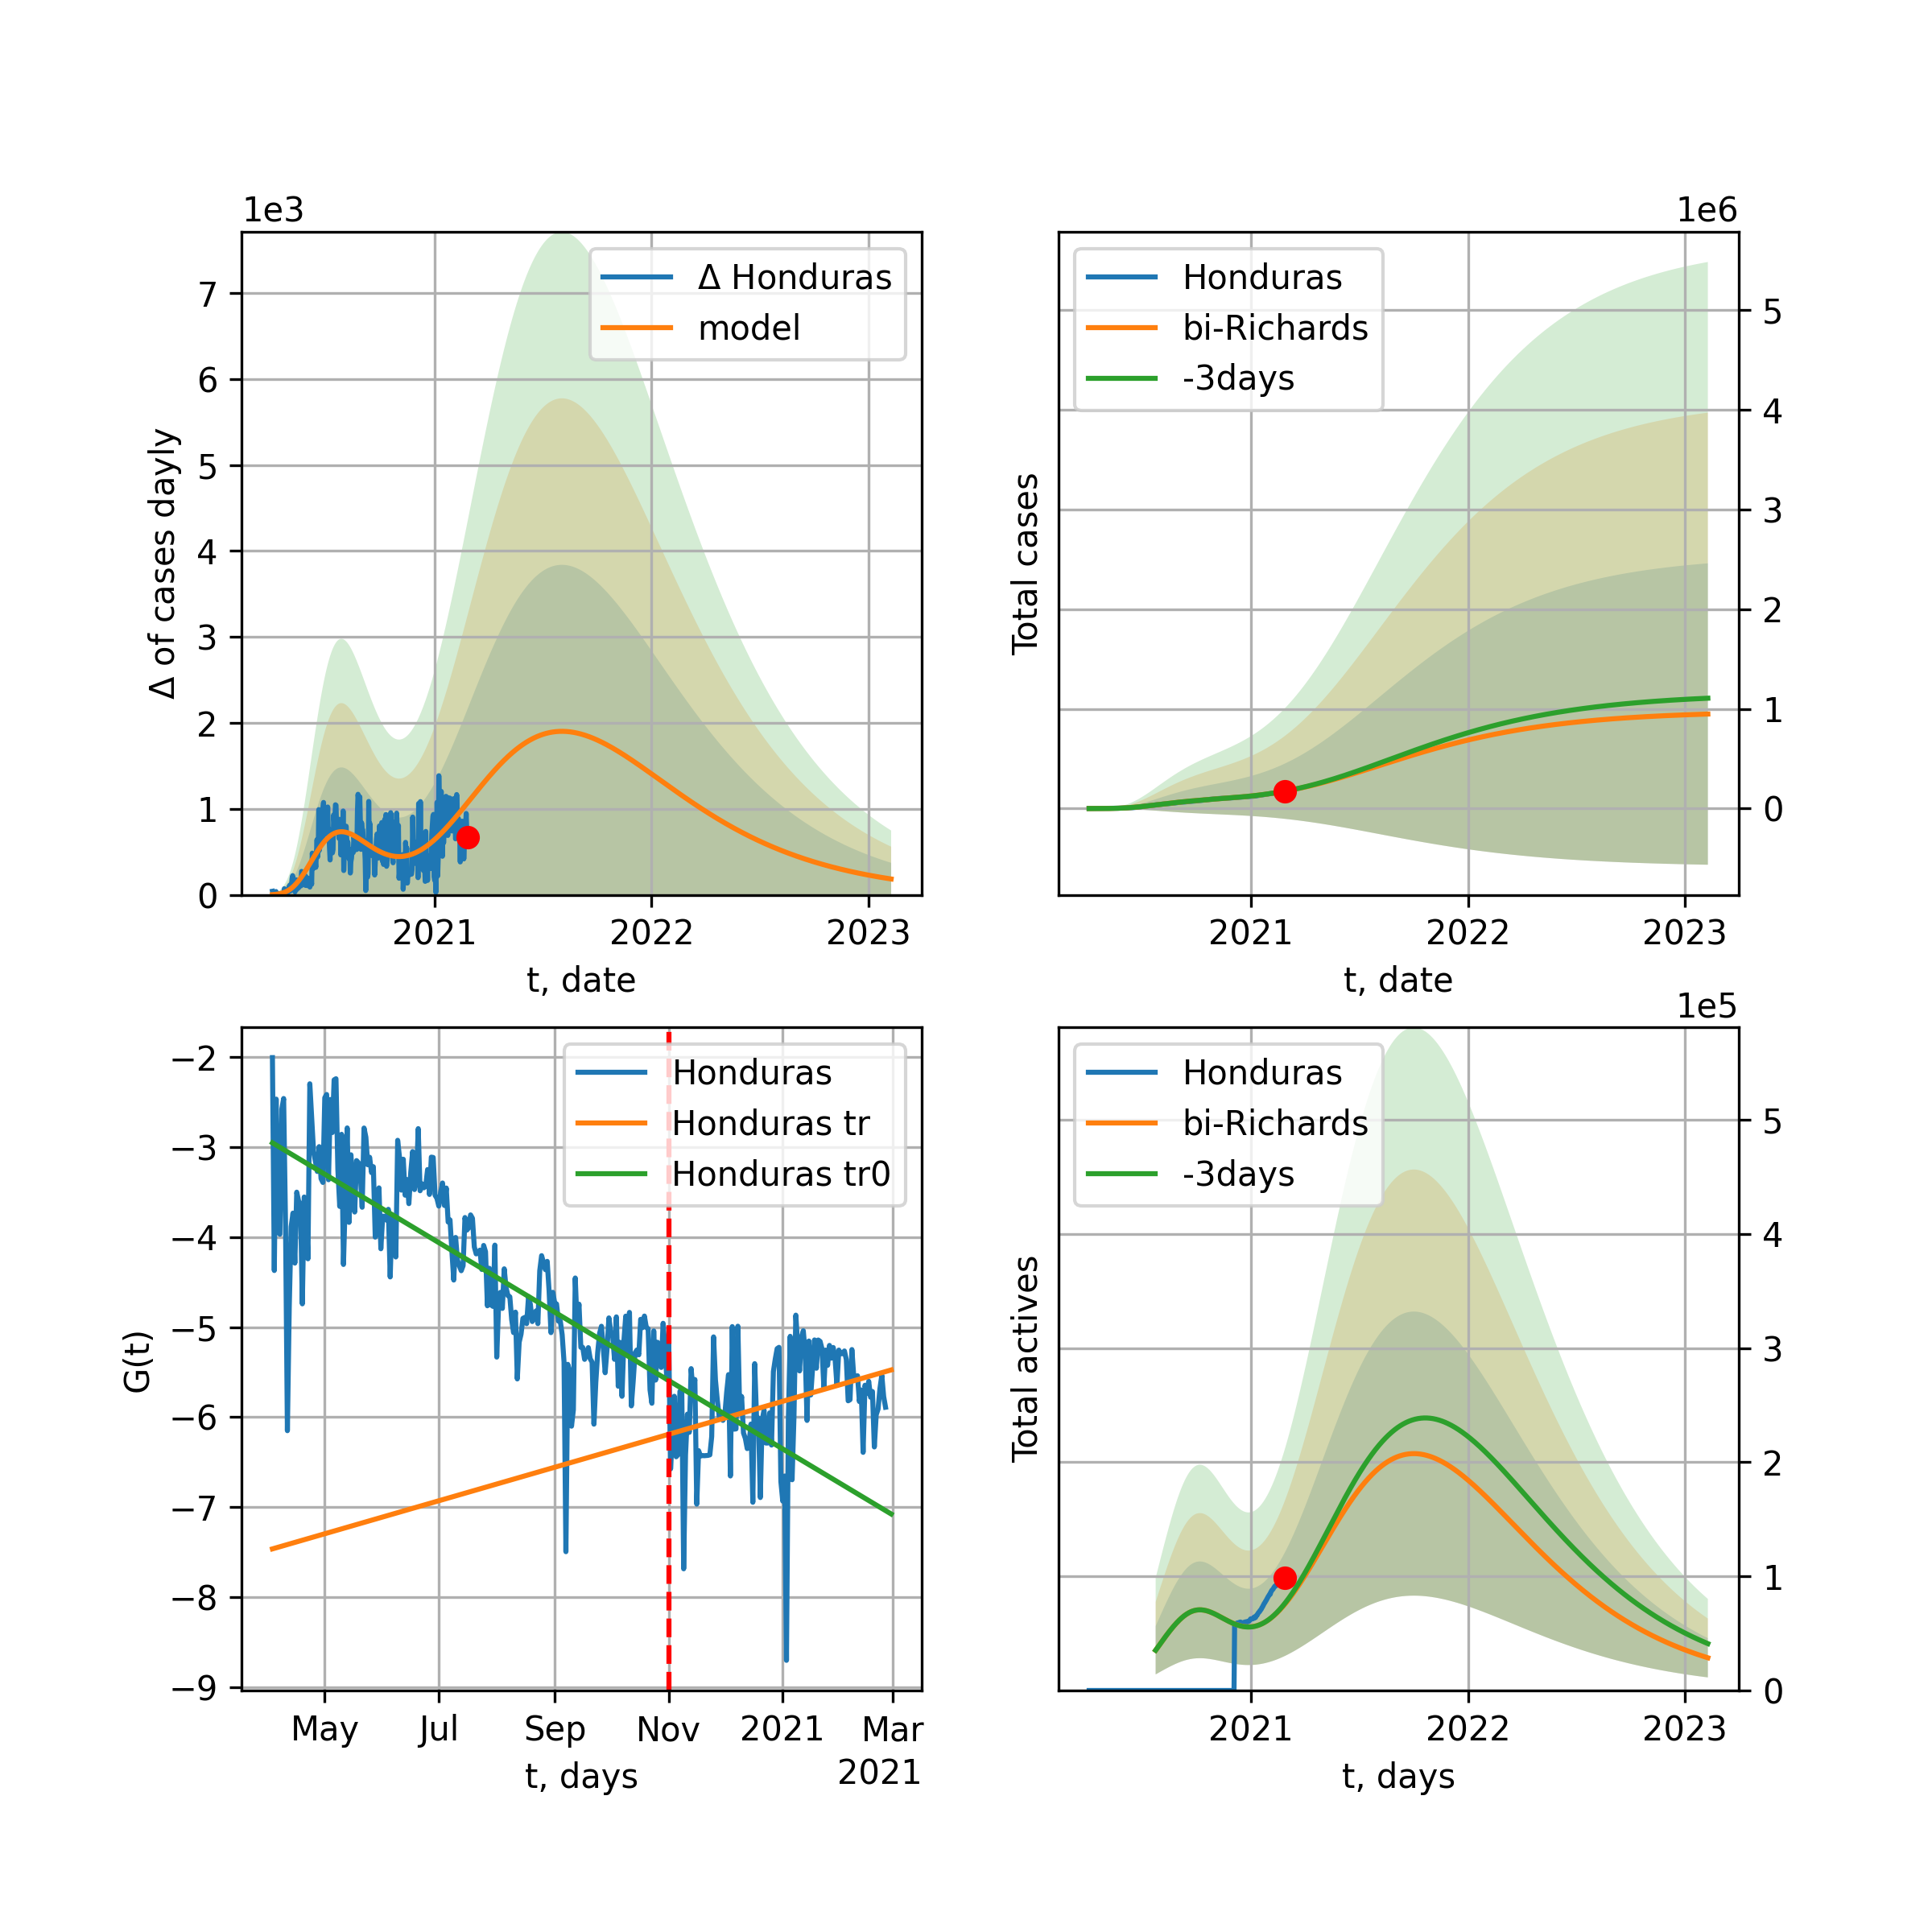 1e3
Δ of cases dayly
7
6
5
4
3
2
1
0
Δ Honduras
model
2021
2022
2023
t, date
1e6
Total cases
Honduras
bi-Richards
-3days
5
4
3
2
1
0
2021
2022
2023
t, date
G(t)
−2
−3
−4
−5
−6
−7
−8
−9
Honduras
Honduras tr
Honduras tr0
May
Jul
Sep
Nov
2021
Mar
2021
t, days
1e5
Total actives
Honduras
bi-Richards
-3days
5
4
3
2
1
0
2021
2022
2023
t, days